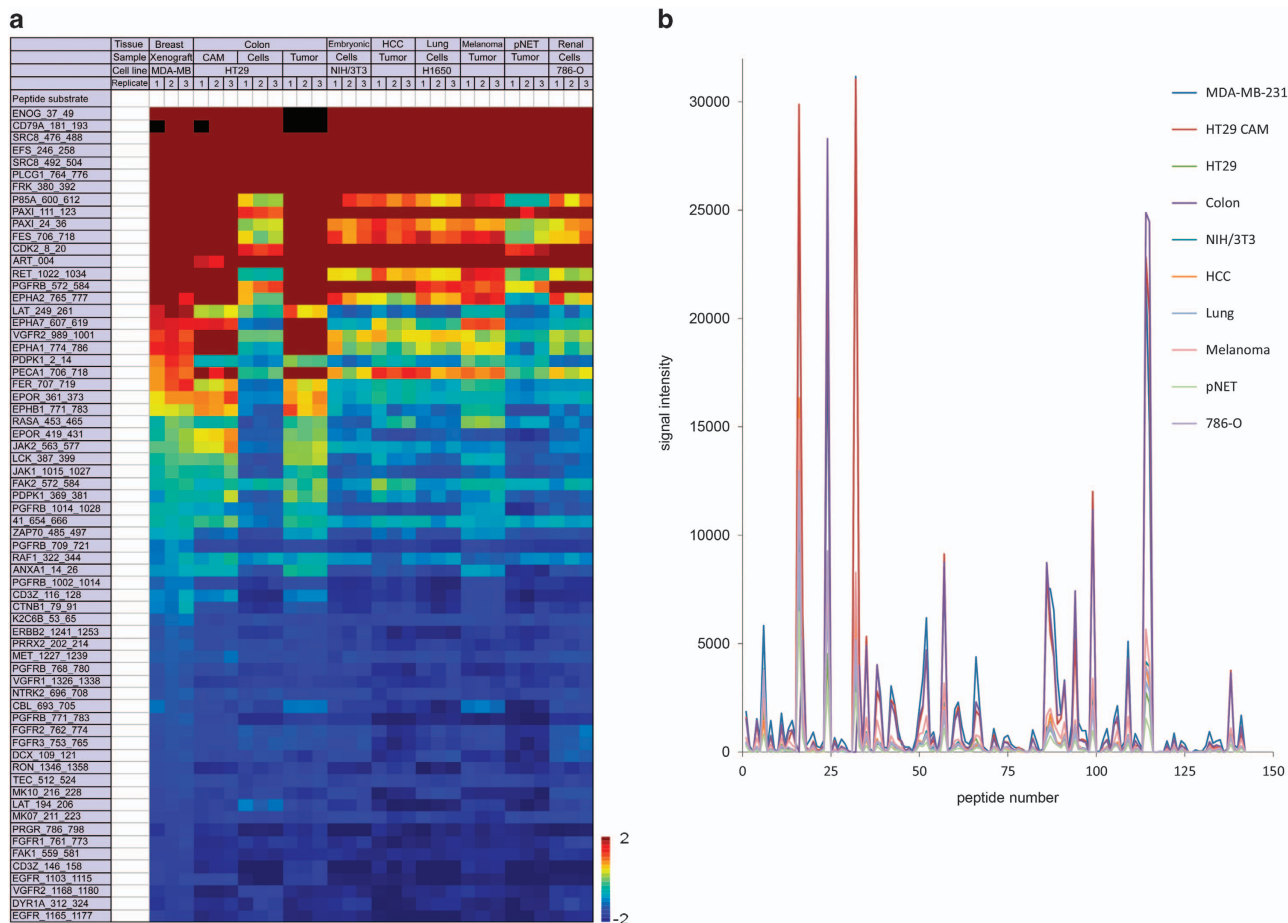 a
Tissue Breast Colon Embryonic HCC Lung Melanoma pNET Renal
Sample Xenograft CAM Cells Tumor Cells Tumor Cells Tumor Tumor Cells
Cell line MDA-MB HT29 NIH/3T3 H1650 786-O
Replicate 1 2 3 1 2 3 1 2 3 1 2 3 1 2 3 1 2 3 1 2 3 1 2 3 1 2 3 1 2 3
Peptide substrate
ENOG_37_49
CD79A_181_193
SRC8_476_488
EFS_246_258
SRC8_492_504
PLCG1_764_776
FRK_380_392
P85A_600_612
PAXI_111_123
PAXI_24_36
FES_706_718
CDK2_8_20
ART_004
RET_1022_1034
PGFRB_572_584
EPHA2_765_777
LAT_249_261
EPHA7_607_619
VGFR2_989_1001
EPHA1_774_786
PDPK1_2_14
PECA1_706_718
FER_707_719
EPOR_361_373
EPHB1_771_783
RASA_453_465
EPOR_419_431
JAK2_563_577
LCK_387_399
JAK1_1015_1027
FAK2_572_584
PDPK1_369_381
PGFRB_1014_1028
41_654_666
ZAP70_485_497
PGFRB_709_721
RAF1_322_344
ANXA1_14_26
PGFRB_1002_1014
CD3Z_116_128
CTNB1_79_91
K2C6B_53_65
ERBB2_1241_1253
PRRX2_202_214
MET_1227_1239
PGFRB_768_780
VGFR1_1326_1338
NTRK2_696_708
CBL_693_705
PGFRB_771_783
FGFR2_762_774
FGFR3_753_765
DCX_109_121
RON_1346_1358
TEC_512_524
MK10_216_228
LAT_194_206
MK07_211_223
PRGR_786_798
FGFR1_761_773
FAK1_559_581
CD3Z_146_158
EGFR_1103_1115
VGFR2_1168_1180
DYR1A_312_324
EGFR_1165_1177
2
-2
b
signal intensity
30000
25000
20000
15000
10000
5000
0
0 25 50 75 100 125 150
peptide number
MDA-MB-231
HT29 CAM
HT29
Colon
NIH/3T3
HCC
Lung
Melanoma
pNET
786-O